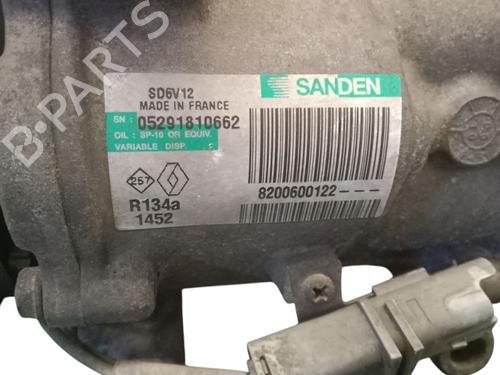 SD6V12
MADE IN FRANCE
SANDEN
SN : 05291810662
OIL : SP-10 OR EQUIV.
VARIABLE DISP.
257
R134a
1452
8200600122---
B-PARTS